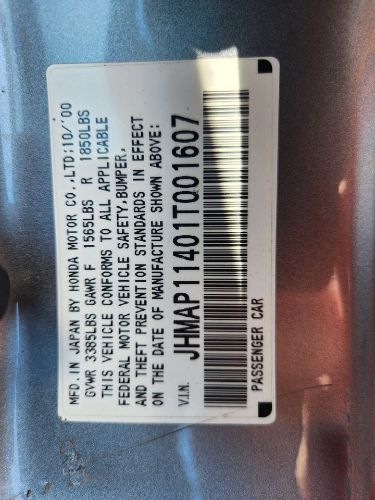 MFD. IN JAPAN BY HONDA MOTOR CO.,LTD;10/'00
GVWR 3385LBS GAWR F 1565LBS R 1850LBS
THIS VEHICLE CONFORMS TO ALL APPLICABLE
FEDERAL MOTOR VEHICLE SAFETY,BUMPER,
AND THEFT PREVENTION STANDARDS IN EFFECT
ON THE DATE OF MANUFACTURE SHOWN ABOVE:
V.I.N. JHMAP11401T001607
PASSENGER CAR